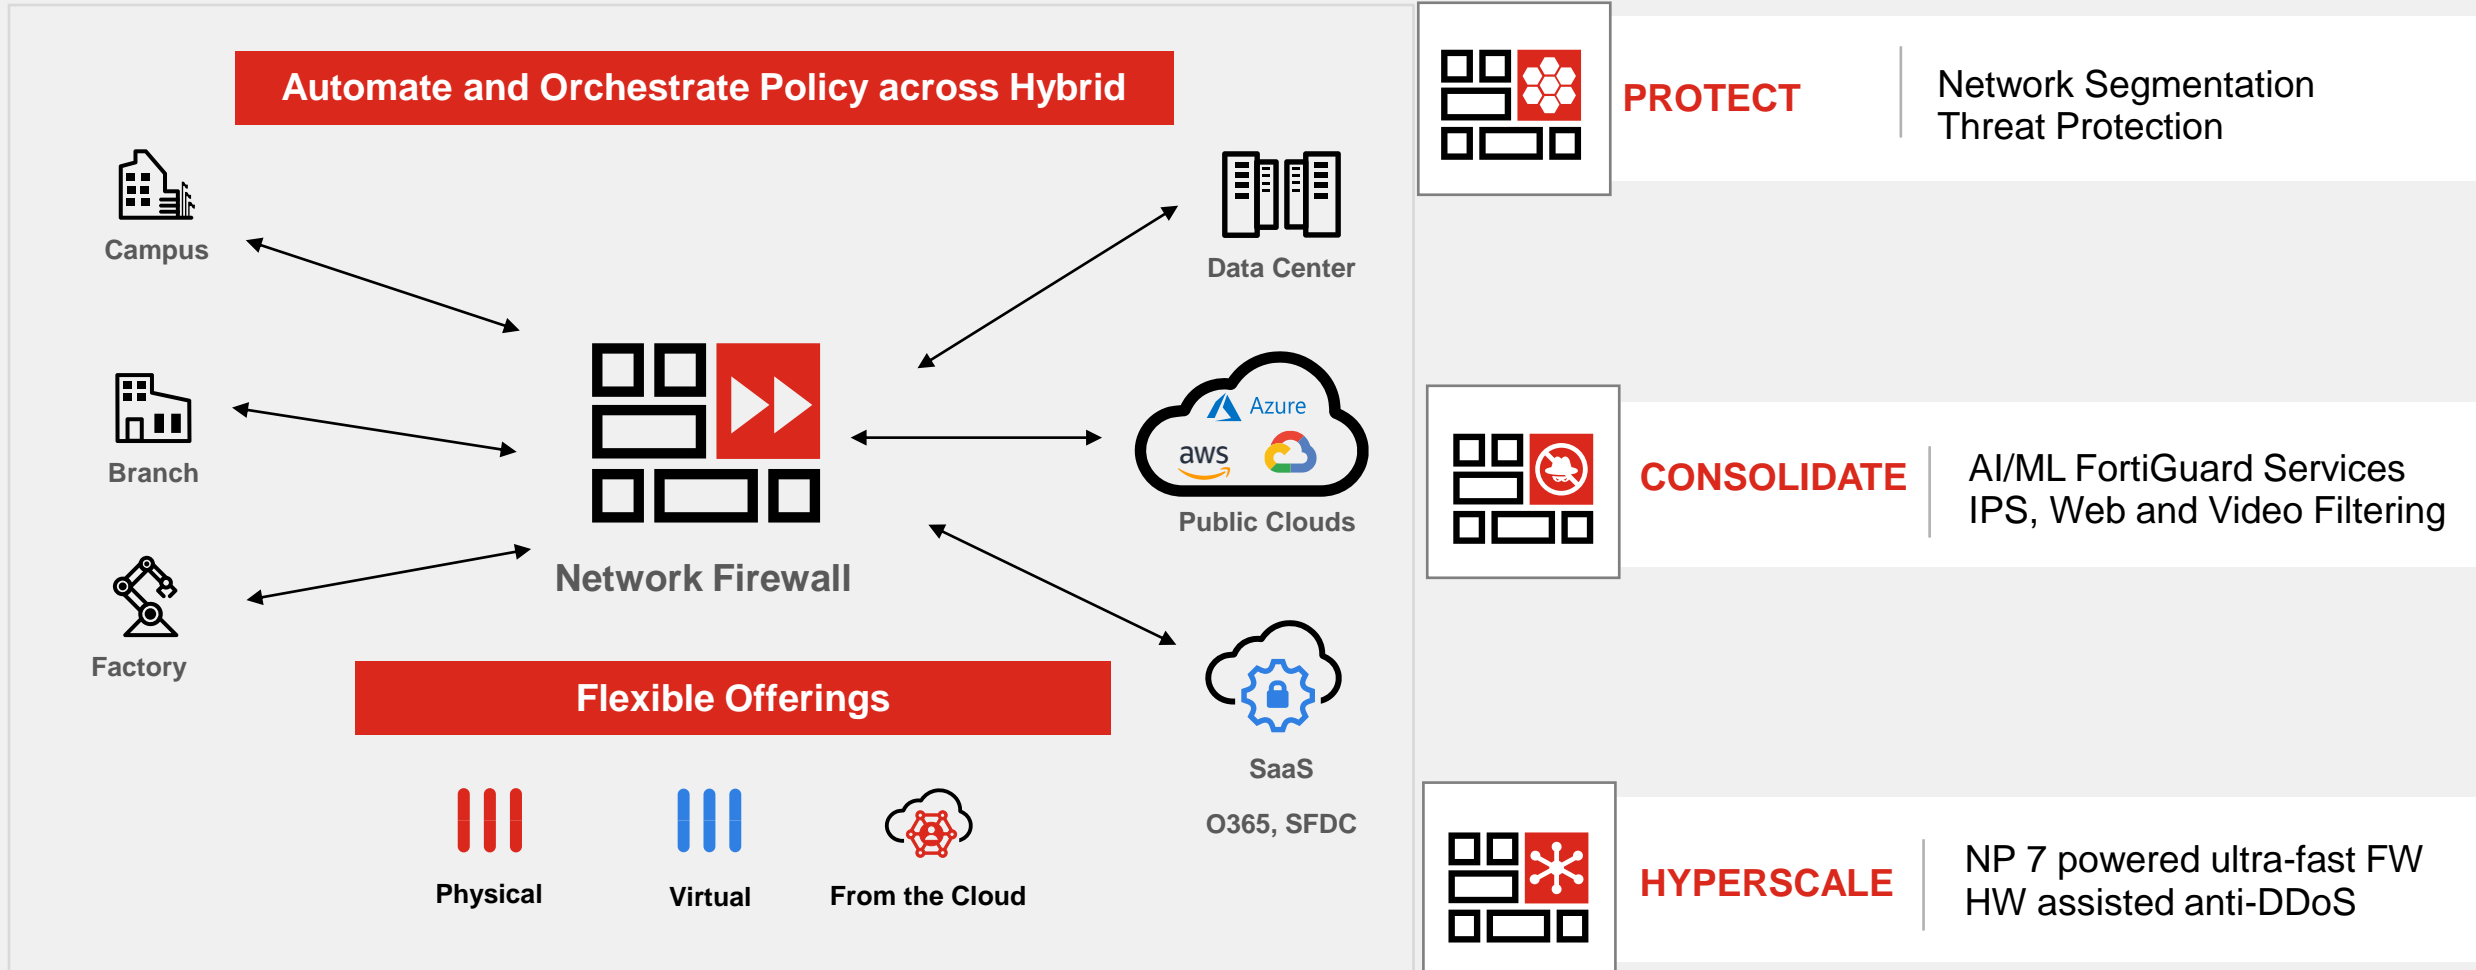 Automate and Orchestrate Policy across Hybrid
Campus
Branch
Factory
Network Firewall
Data Center
Azure
aws
Public Clouds
SaaS
O365, SFDC
Flexible Offerings
Physical
Virtual
From the Cloud
PROTECT
Network Segmentation
Threat Protection
CONSOLIDATE
AI/ML FortiGuard Services
IPS, Web and Video Filtering
HYPERSCALE
NP 7 powered ultra-fast FW
HW assisted anti-DDoS